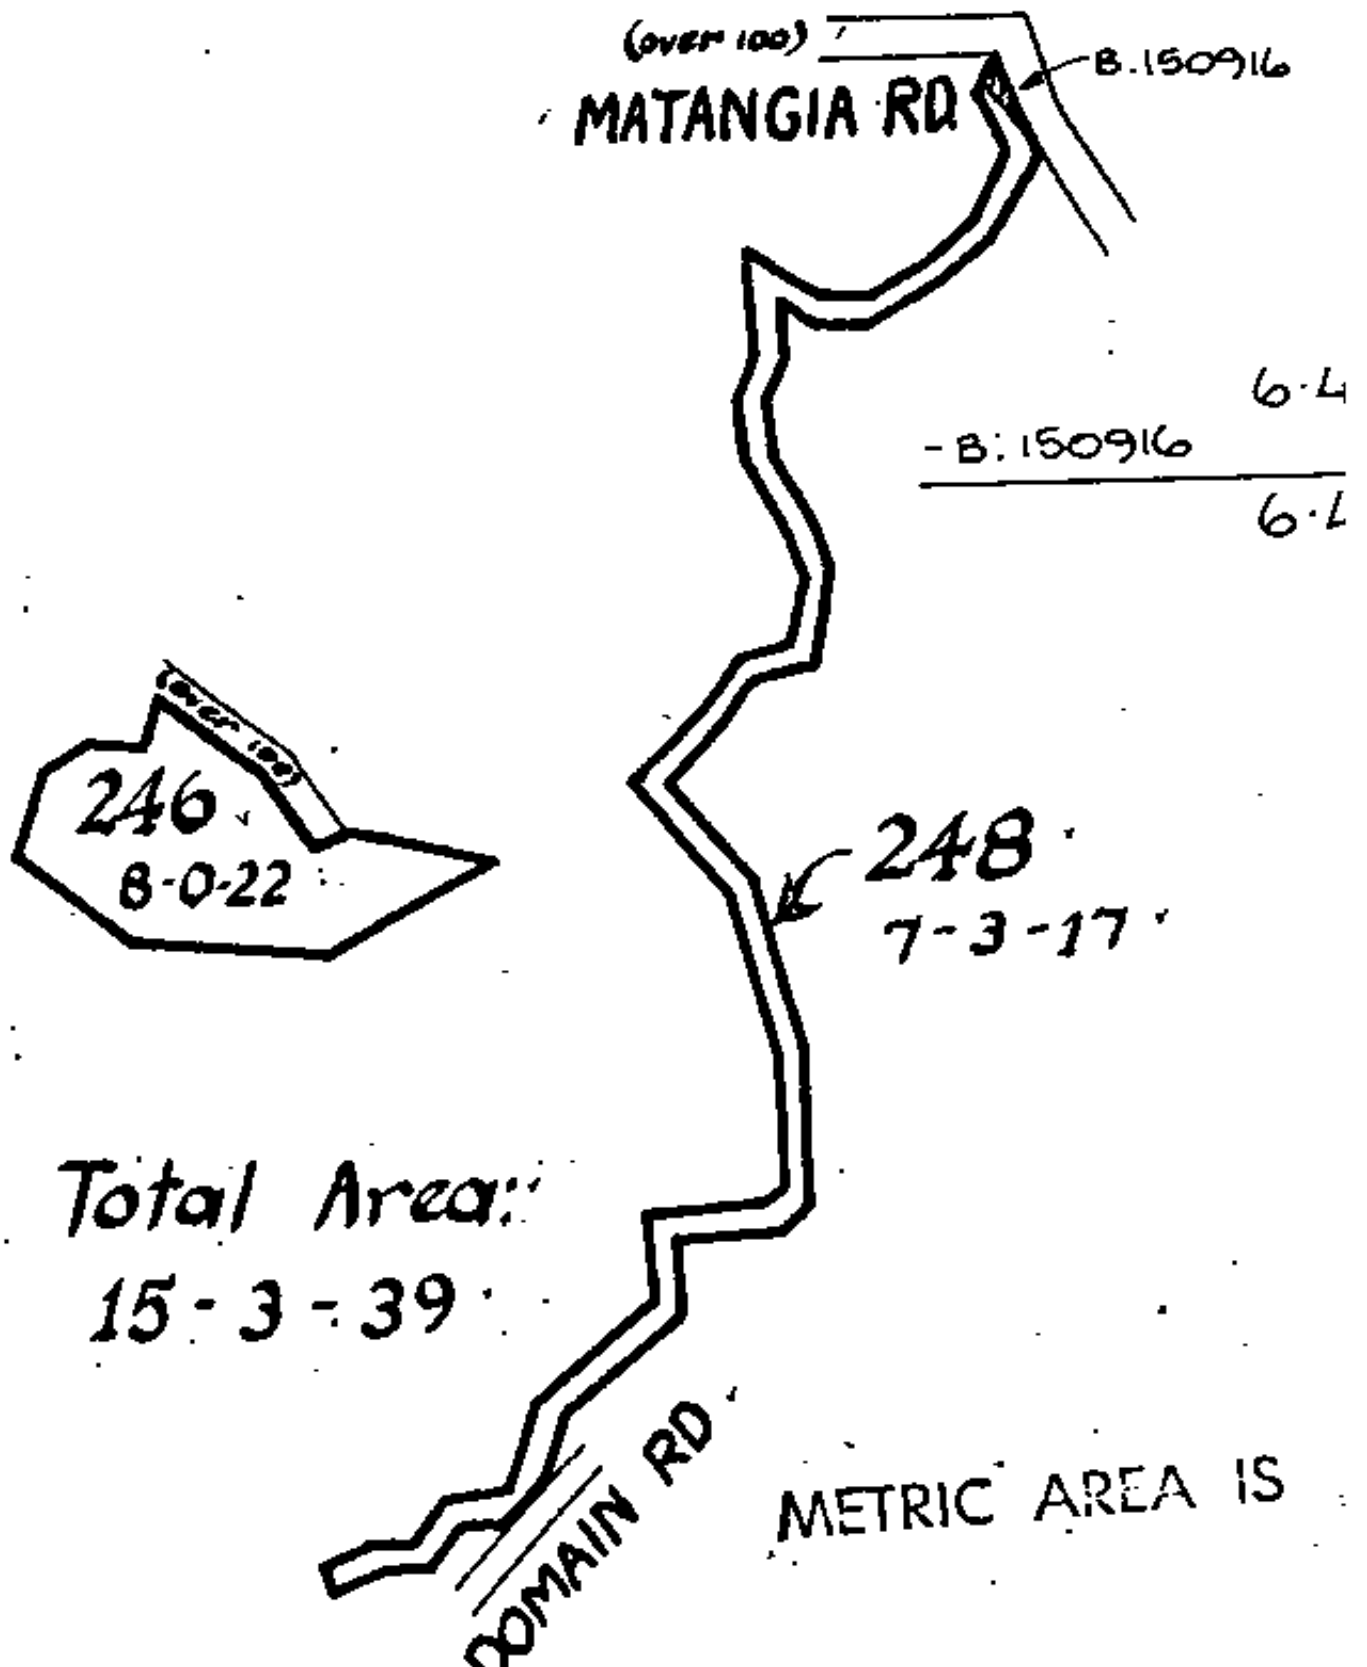 (over 100)
B.150916
MATANGIA RD
6.4
- B: 150916
6.4
(over 100)
246
8-0-22
248
7-3-17
Total Area:
15-3-39
DOMAIN RD
METRIC AREA IS